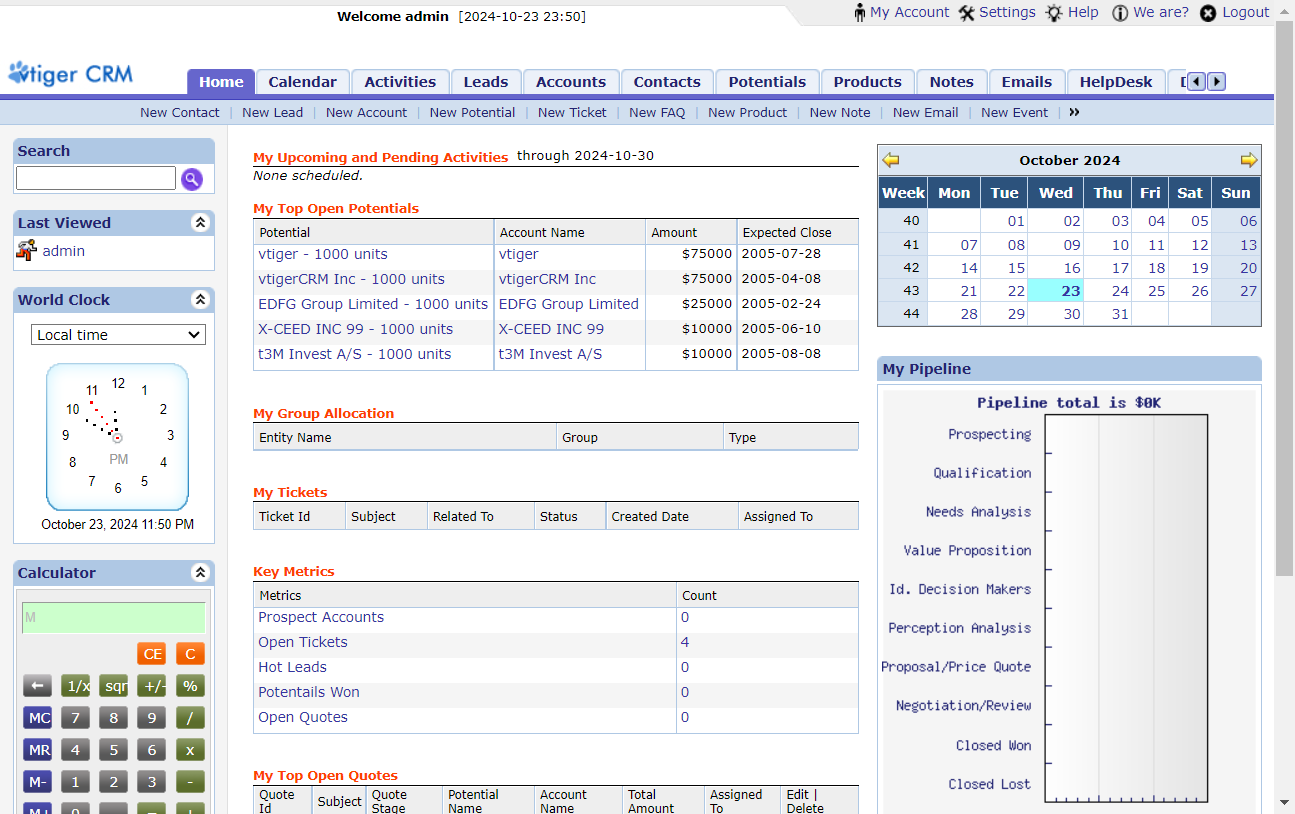 Welcome admin [2024-10-23 23:50]
My Account Settings Help We are? Logout
vtiger CRM
Home Calendar Activities Leads Accounts Contacts Potentials Products Notes Emails HelpDesk
New Contact | New Lead | New Account | New Potential | New Ticket | New FAQ | New Product | New Note | New Email | New Event | »
Search
Last Viewed
admin
World Clock
Local time
12
11 1
10 2
9 3
8 4
PM
7 5
6
October 23, 2024 11:50 PM
Calculator
M
CE C
← 1/x sqr +/- %
MC 7 8 9 /
MR 4 5 6 x
M- 1 2 3 -
My Upcoming and Pending Activities through 2024-10-30
None scheduled.
My Top Open Potentials
Potential Account Name Amount Expected Close
vtiger - 1000 units vtiger $75000 2005-07-28
vtigerCRM Inc - 1000 units vtigerCRM Inc $75000 2005-04-08
EDFG Group Limited - 1000 units EDFG Group Limited $25000 2005-02-24
X-CEED INC 99 - 1000 units X-CEED INC 99 $10000 2005-06-10
t3M Invest A/S - 1000 units t3M Invest A/S $10000 2005-08-08
My Group Allocation
Entity Name Group Type
My Tickets
Ticket Id Subject Related To Status Created Date Assigned To
Key Metrics
Metrics Count
Prospect Accounts 0
Open Tickets 4
Hot Leads 0
Potentails Won 0
Open Quotes 0
My Top Open Quotes
Quote Id Subject Quote Stage Potential Name Account Name Total Amount Assigned To Edit | Delete
October 2024
Week Mon Tue Wed Thu Fri Sat Sun
40 01 02 03 04 05 06
41 07 08 09 10 11 12 13
42 14 15 16 17 18 19 20
43 21 22 23 24 25 26 27
44 28 29 30 31
My Pipeline
Pipeline total is $0K
Prospecting
Qualification
Needs Analysis
Value Proposition
Id. Decision Makers
Perception Analysis
Proposal/Price Quote
Negotiation/Review
Closed Won
Closed Lost